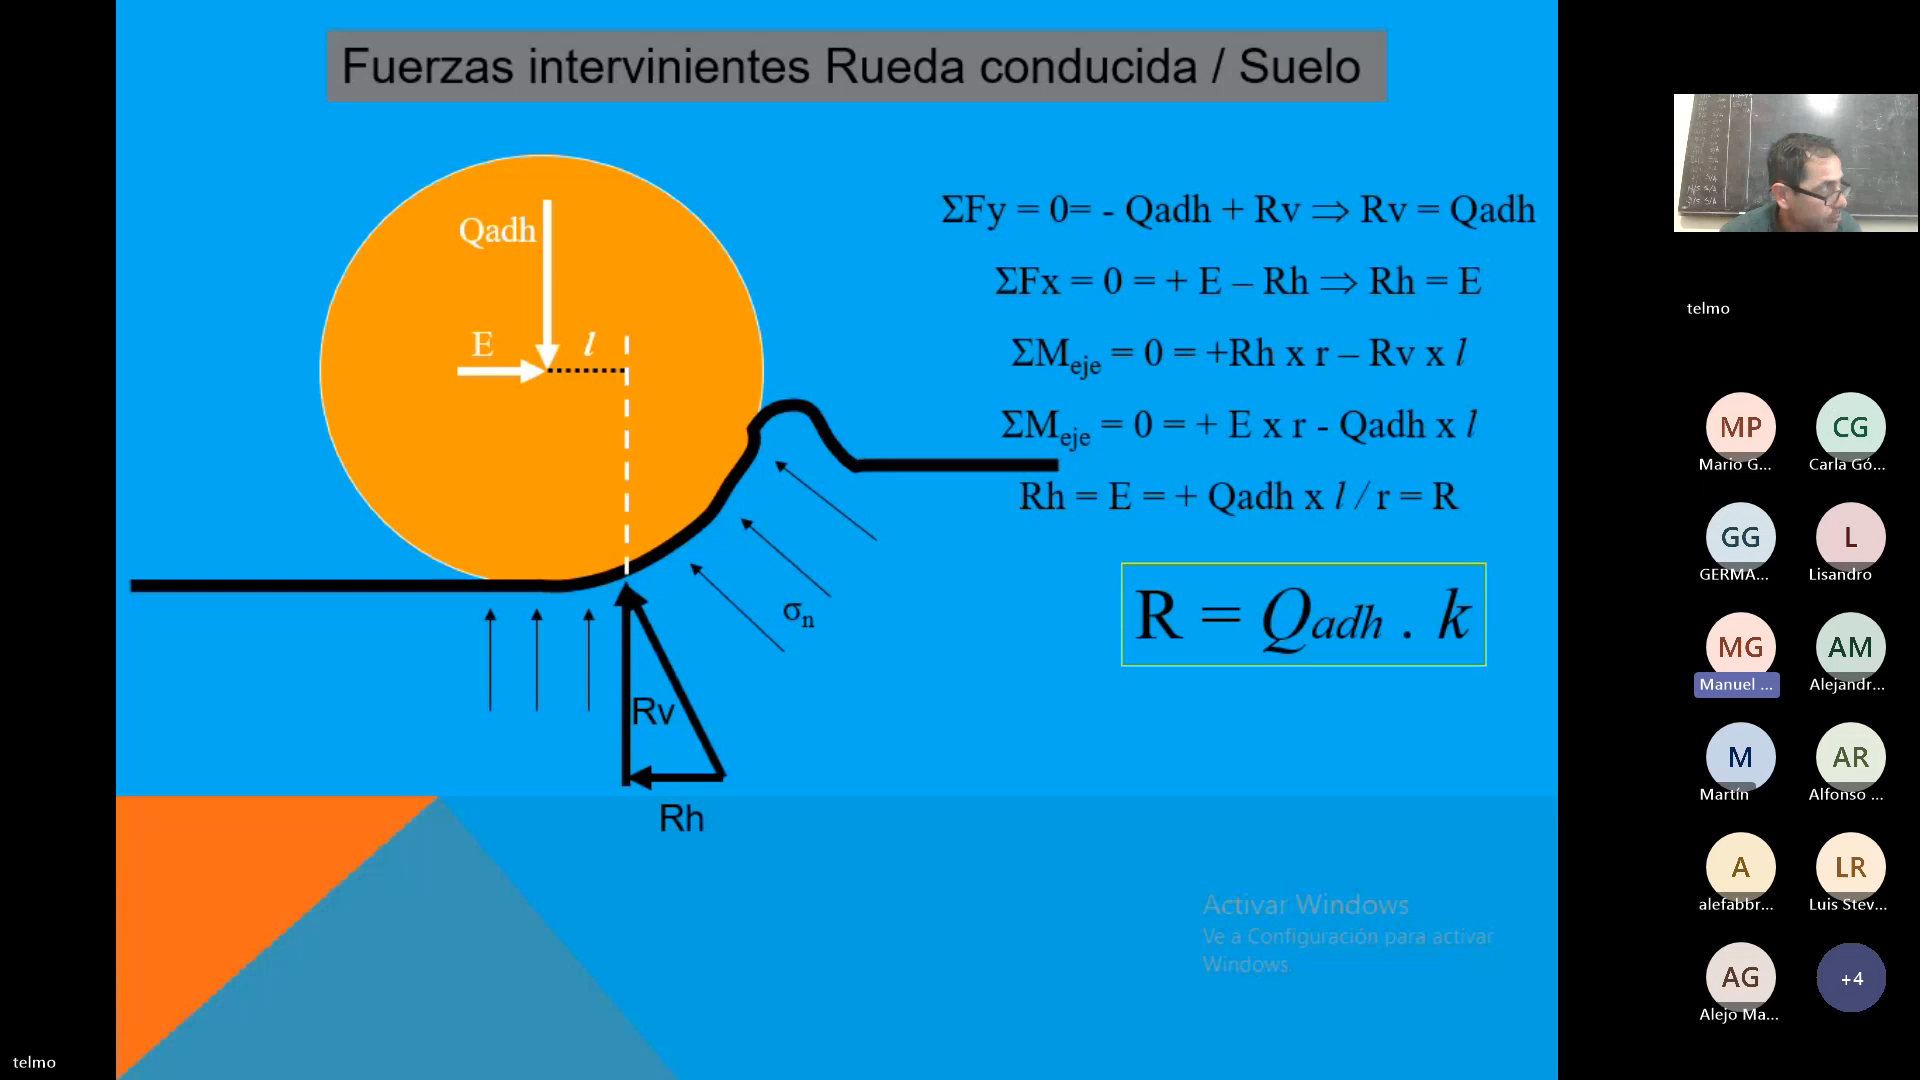 Fuerzas intervinientes Rueda conducida / Suelo
Qadh
E
l
ΣFy = 0= - Qadh + Rv ⇒ Rv = Qadh
ΣFx = 0 = + E – Rh ⇒ Rh = E
ΣMeje = 0 = +Rh x r – Rv x l
ΣMeje = 0 = + E x r - Qadh x l
Rh = E = + Qadh x l / r = R
R = Qadh . k
σn
Rv
Rh
Activar Windows
Ve a Configuración para activar
Windows.
telmo
telmo
MP
Mario G...
CG
Carla Gó...
GG
GERMA...
L
Lisandro
MG
Manuel ...
AM
Alejandr...
M
Martín
AR
Alfonso ...
A
alefabbr...
LR
Luis Stev...
AG
Alejo Ma...
+4